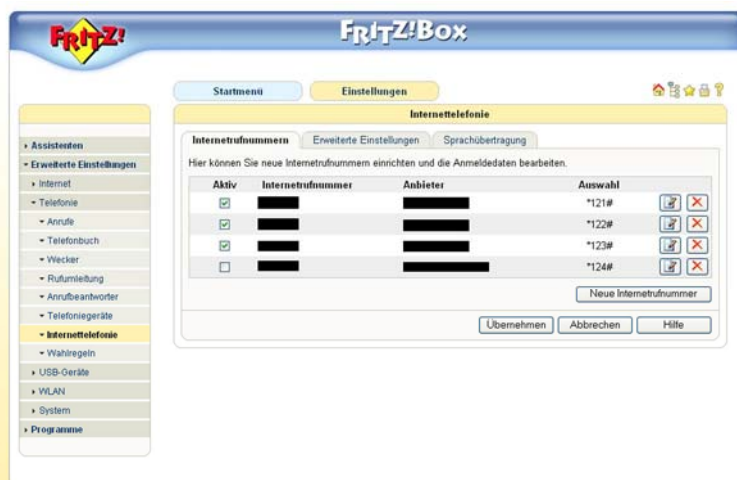 FRITZ!
FRITZ!BOX
Startmenü
Einstellungen
Internettelefonie
Assistenten
Erweiterte Einstellungen
Internet
Telefonie
Anrufe
Telefonbuch
Wecker
Rufumleitung
Anrufbeantworter
Telefoniegeräte
Internettelefonie
Wahlregeln
USB-Geräte
WLAN
System
Programme
Internetrufnummern Erweiterte Einstellungen Sprachübertragung
Hier können Sie neue Internetrufnummern einrichten und die Anmeldedaten bearbeiten.
Aktiv Internetrufnummer Anbieter Auswahl
*121#
*122#
*123#
*124#
Neue Internetrufnummer
Übernehmen Abbrechen Hilfe